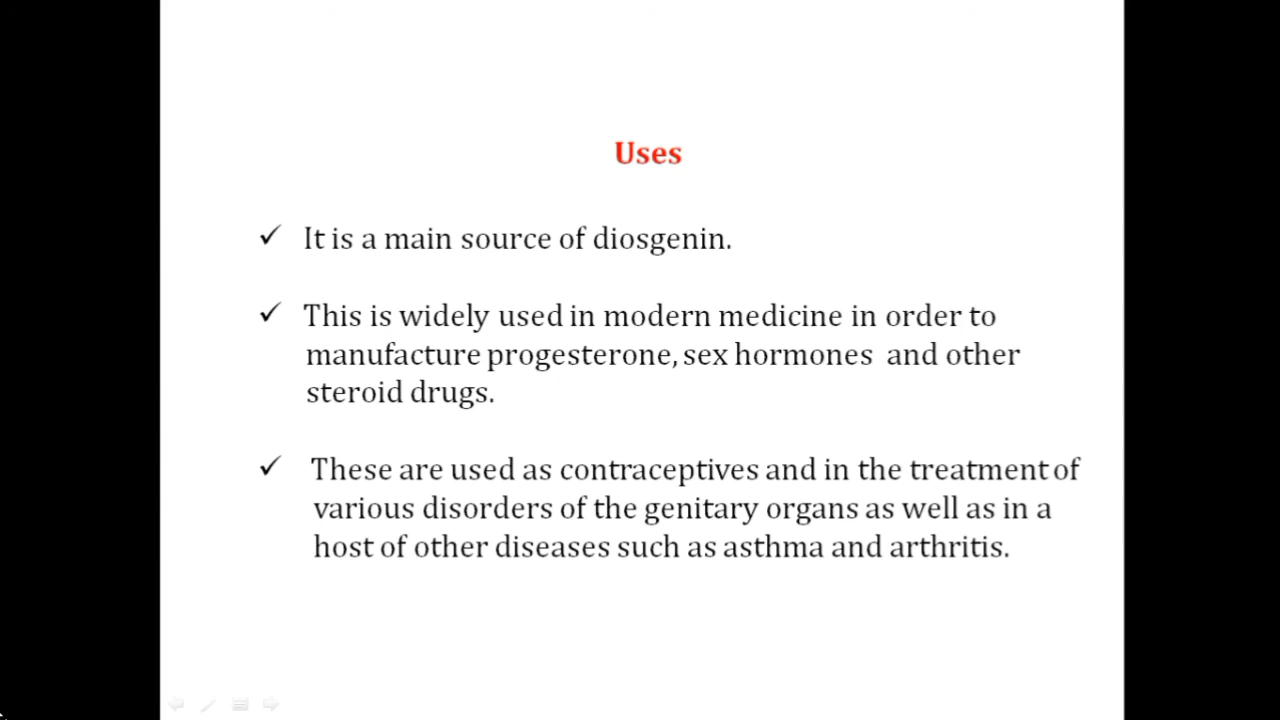 Uses
✓ It is a main source of diosgenin.
✓ This is widely used in modern medicine in order to
manufacture progesterone, sex hormones and other
steroid drugs.
✓ These are used as contraceptives and in the treatment of
various disorders of the genitary organs as well as in a
host of other diseases such as asthma and arthritis.